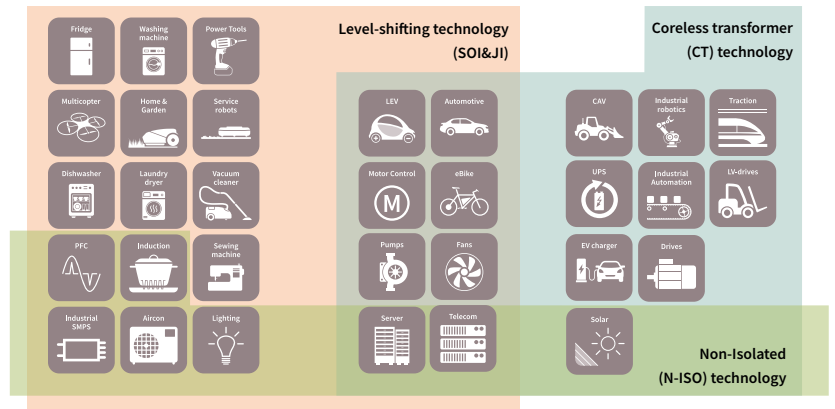 Level-shifting technology
(SOI&JI)
Coreless transformer
(CT) technology
Fridge
Washing
machine
Power Tools
Multicopter
Home &
Garden
Service
robots
LEV
Automotive
CAV
Industrial
robotics
Traction
Dishwasher
Laundry
dryer
Vacuum
cleaner
Motor Control
M
eBike
UPS
Industrial
Automation
LV-drives
PFC
Induction
Sewing
machine
Pumps
Fans
EV charger
Drives
Industrial
SMPS
Aircon
Lighting
Server
Telecom
Solar
Non-Isolated
(N-ISO) technology